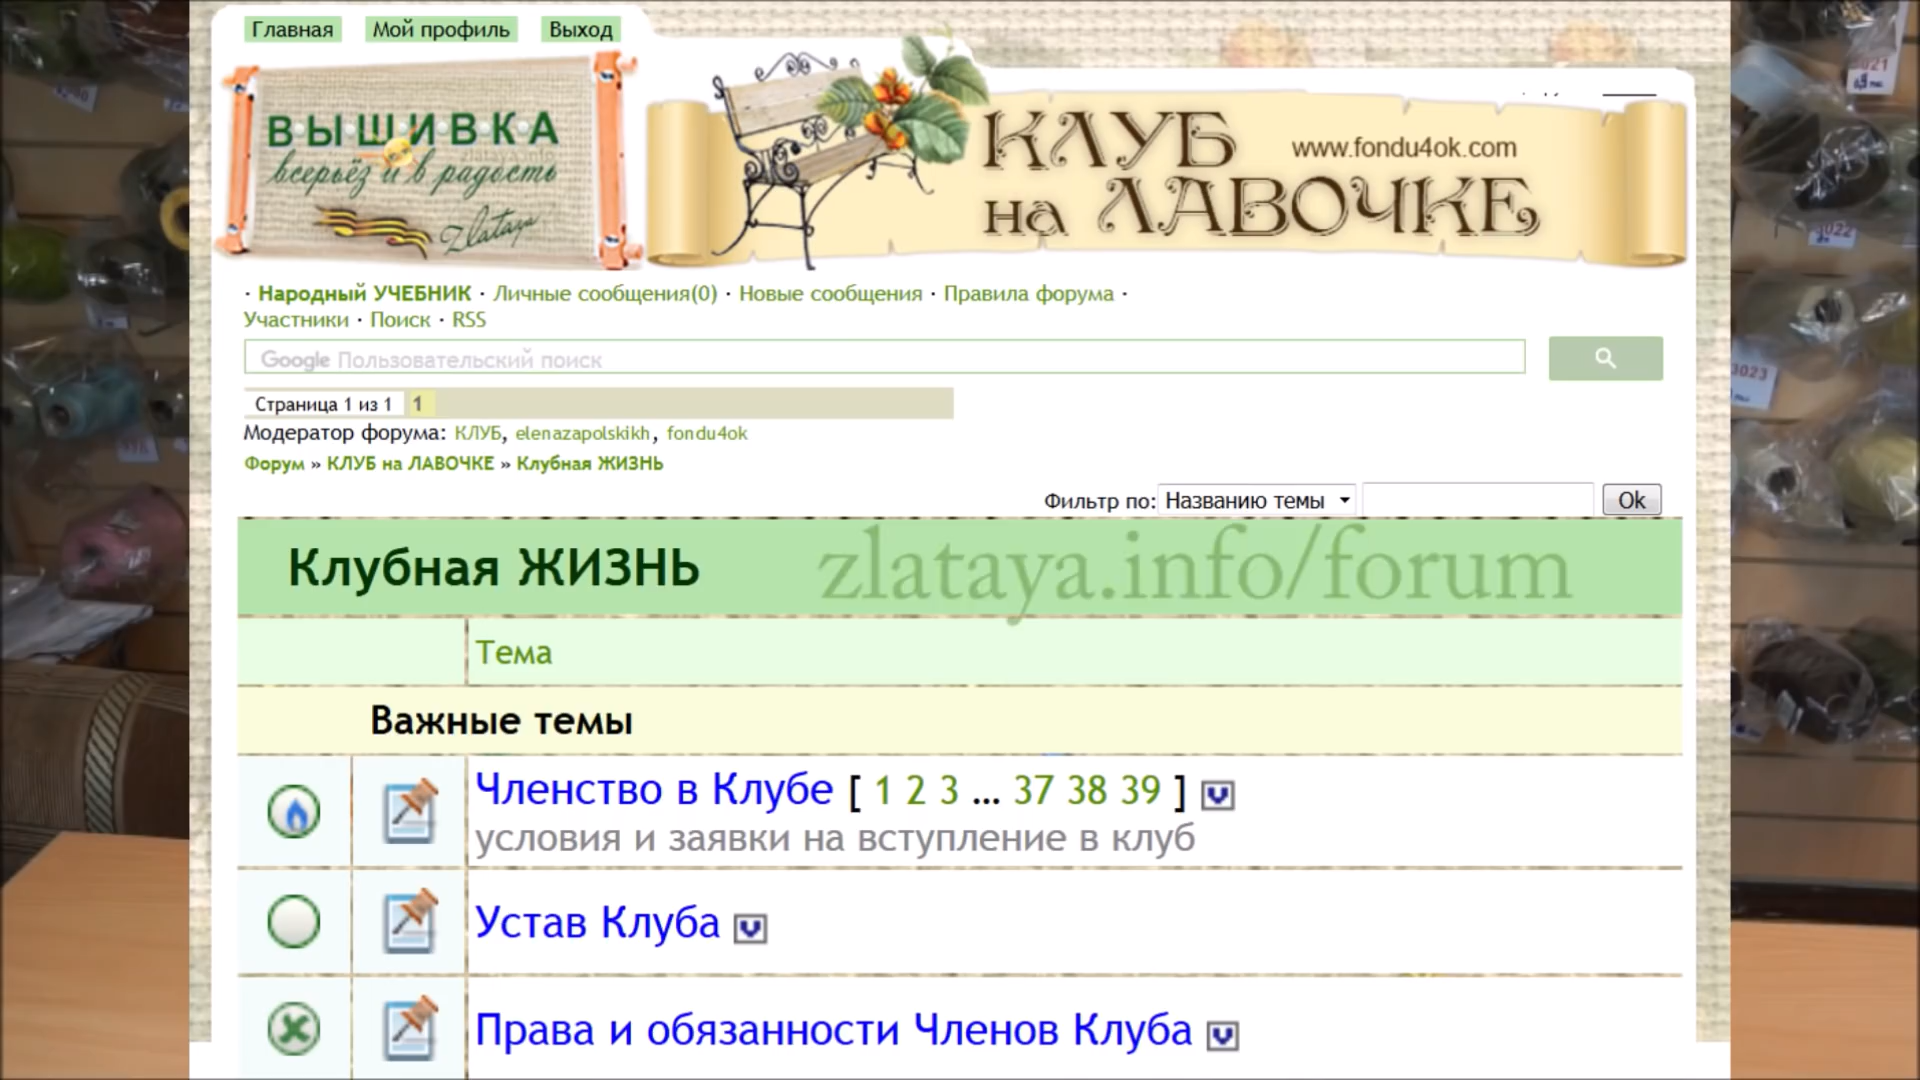 Главная Мой профиль Выход
ВЫШИВКА
zlataya.info
всерьёз и в радость
Zlataya
КЛУБ
на ЛАВОЧКЕ
www.fondu4ok.com
· Народный УЧЕБНИК · Личные сообщения(0) · Новые сообщения · Правила форума ·
Участники · Поиск · RSS
Google Пользовательский поиск
Страница 1 из 1 1
Модератор форума: КЛУБ, elenazapolskikh, fondu4ok
Форум » КЛУБ на ЛАВОЧКЕ » Клубная ЖИЗНЬ
Фильтр по: Названию темы Ok
Клубная ЖИЗНЬ zlataya.info/forum
Тема
Важные темы
Членство в Клубе [ 1 2 3 ... 37 38 39 ]
условия и заявки на вступление в клуб
Устав Клуба
Права и обязанности Членов Клуба
3022
3023